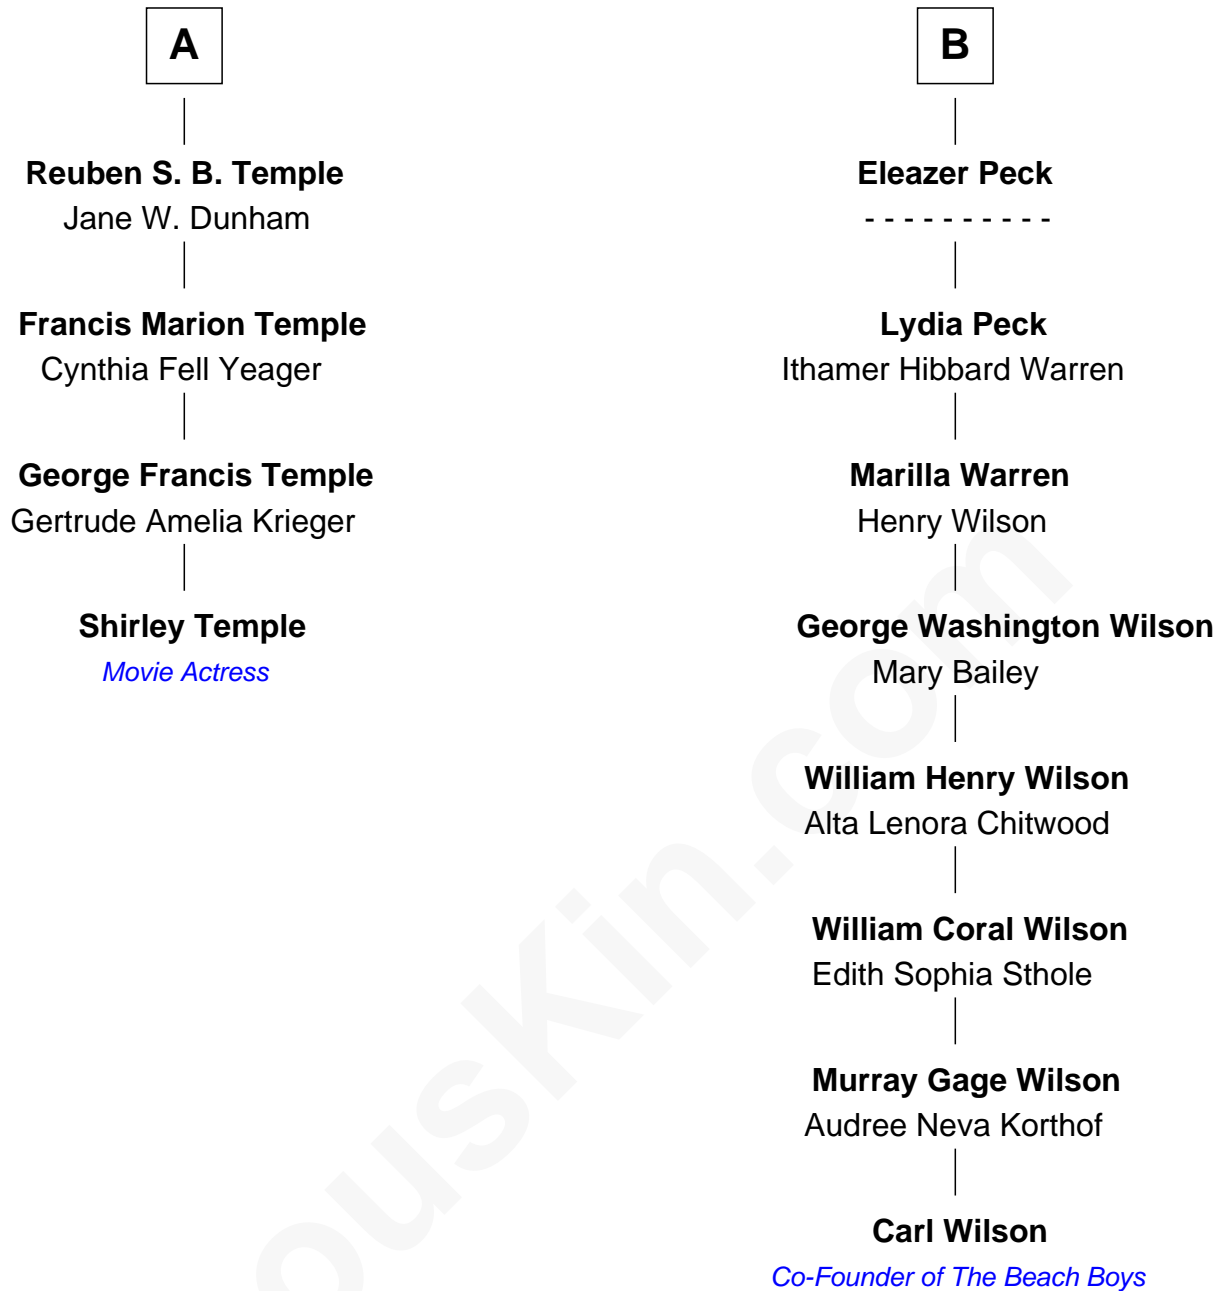 A
Reuben S. B. Temple
Jane W. Dunham
Francis Marion Temple
Cynthia Fell Yeager
George Francis Temple
Gertrude Amelia Krieger
Shirley Temple
Movie Actress
B
Eleazer Peck
- - - - - - - - - -
Lydia Peck
Ithamer Hibbard Warren
Marilla Warren
Henry Wilson
George Washington Wilson
Mary Bailey
William Henry Wilson
Alta Lenora Chitwood
William Coral Wilson
Edith Sophia Sthole
Murray Gage Wilson
Audree Neva Korthof
Carl Wilson
Co-Founder of The Beach Boys
ousKin.com